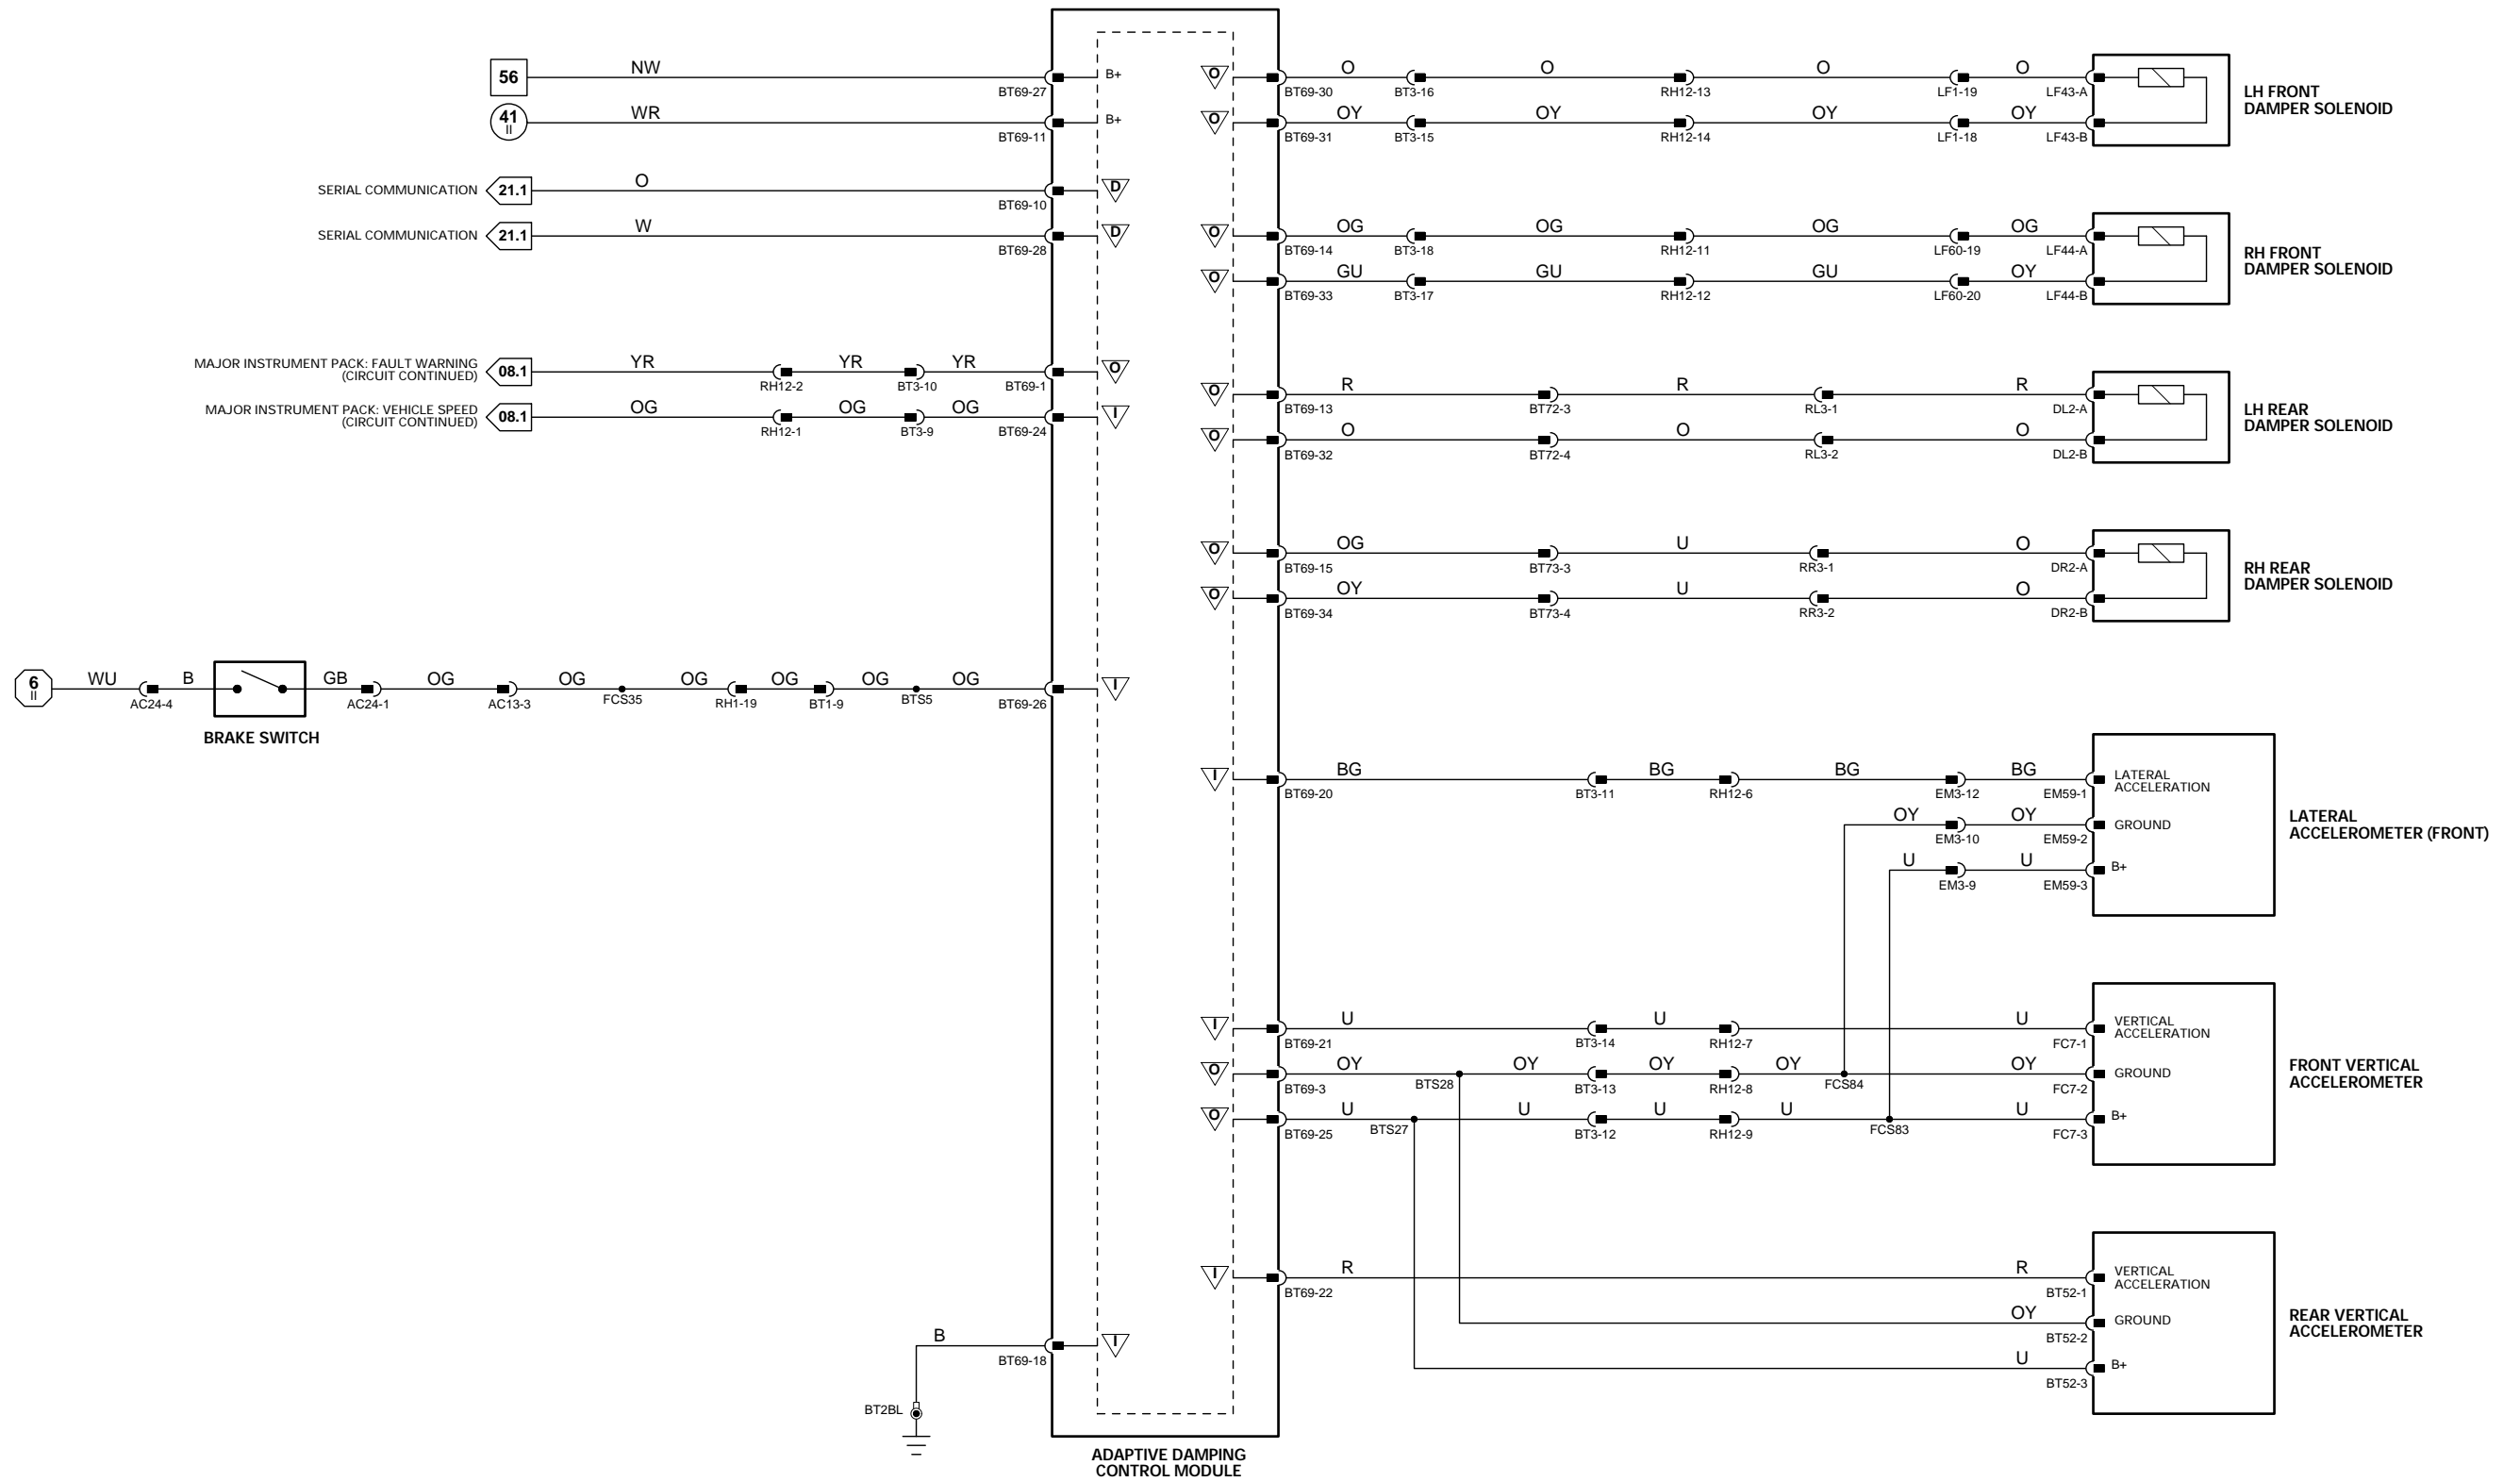 56 NW BT69-27 B+
41 II WR BT69-11 B+
SERIAL COMMUNICATION 21.1 O BT69-10 D
SERIAL COMMUNICATION 21.1 W BT69-28 D
MAJOR INSTRUMENT PACK: FAULT WARNING
(CIRCUIT CONTINUED)
08.1 YR RH12-2 YR BT3-10 YR BT69-1 O
MAJOR INSTRUMENT PACK: VEHICLE SPEED
(CIRCUIT CONTINUED)
08.1 OG RH12-1 OG BT3-9 OG BT69-24 I
6 II WU AC24-4 B GB AC24-1 OG AC13-3 OG FCS35 OG RH1-19 OG BT1-9 OG BTS5 OG BT69-26 I
BRAKE SWITCH
B BT69-18 I
BT2BL
ADAPTIVE DAMPING
CONTROL MODULE
O BT69-30 O BT3-16 O RH12-13 O LF1-19 O LF43-A
O BT69-31 OY BT3-15 OY RH12-14 OY LF1-18 OY LF43-B
LH FRONT
DAMPER SOLENOID
O BT69-14 OG BT3-18 OG RH12-11 OG LF60-19 OG LF44-A
O BT69-33 GU BT3-17 GU RH12-12 GU LF60-20 OY LF44-B
RH FRONT
DAMPER SOLENOID
O BT69-13 R BT72-3 R RL3-1 R DL2-A
O BT69-32 O BT72-4 O RL3-2 O DL2-B
LH REAR
DAMPER SOLENOID
O BT69-15 OG BT73-3 U RR3-1 O DR2-A
O BT69-34 OY BT73-4 U RR3-2 O DR2-B
RH REAR
DAMPER SOLENOID
I BT69-20 BG BT3-11 BG RH12-6 BG EM3-12 BG EM59-1
LATERAL
ACCELERATION
OY EM3-10 OY EM59-2 GROUND
U EM3-9 U EM59-3 B+
LATERAL
ACCELEROMETER (FRONT)
I BT69-21 U BT3-14 U RH12-7 U FC7-1
VERTICAL
ACCELERATION
O BT69-3 OY BTS28 OY BT3-13 OY RH12-8 OY FCS84 OY FC7-2 GROUND
O BT69-25 U BTS27 U BT3-12 U RH12-9 U FCS83 U FC7-3 B+
FRONT VERTICAL
ACCELEROMETER
I BT69-22 R R BT52-1
VERTICAL
ACCELERATION
OY BT52-2 GROUND
U BT52-3 B+
REAR VERTICAL
ACCELEROMETER